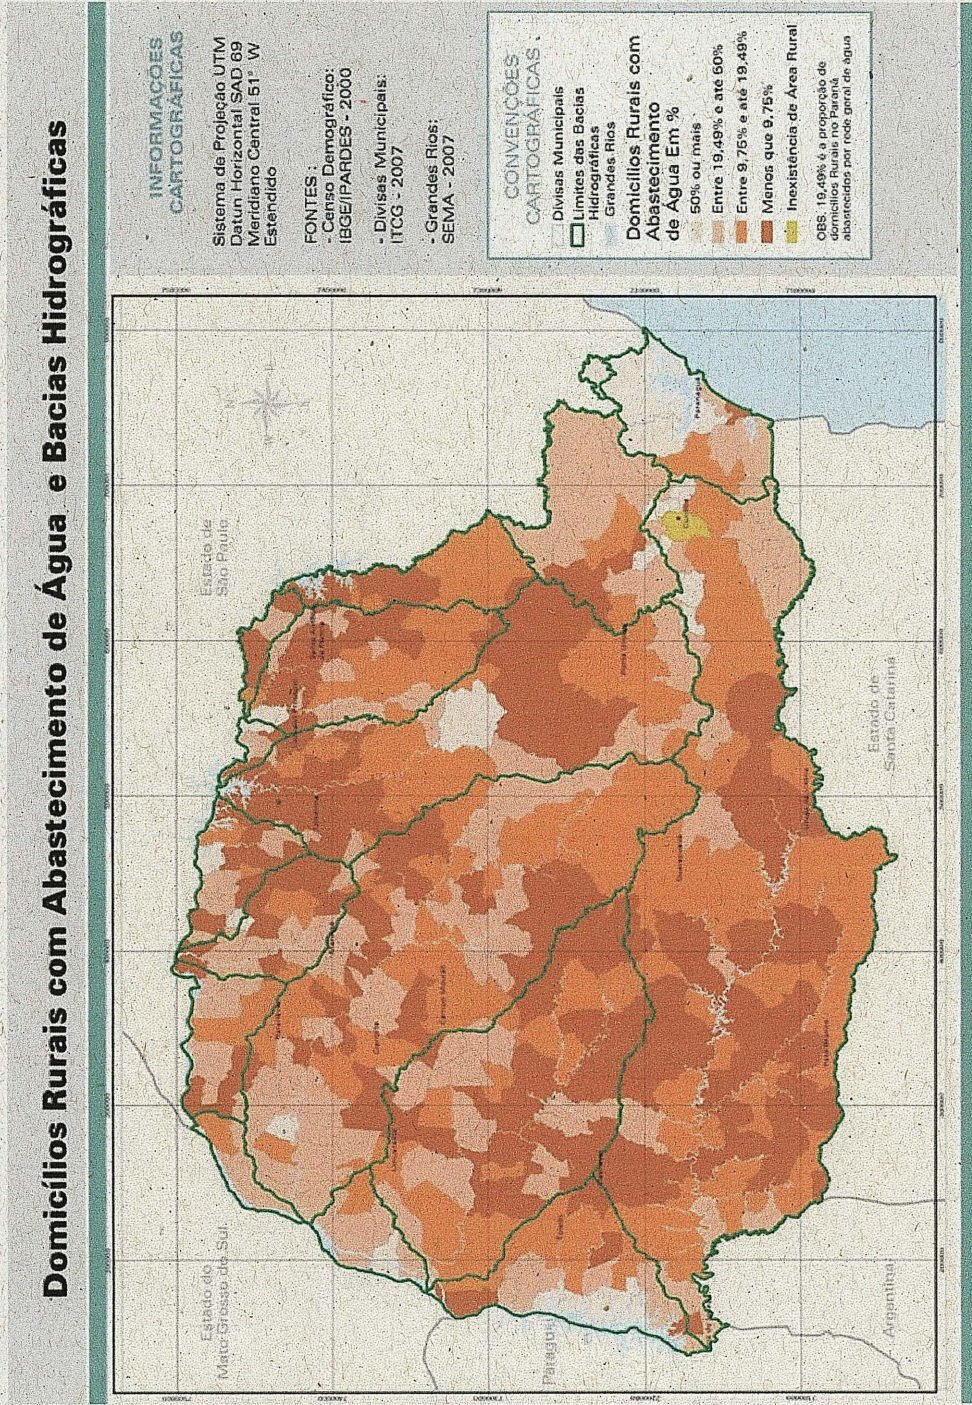 Domicílios Rurais com Abastecimento de Água e Bacias Hidrográficas
INFORMAÇÕES
CARTOGRÁFICAS
Sistema de Projeção UTM
Datun Horizontal SAD 69
Meridiano Central 51° W
Estendido
FONTES :
- Censo Demográfico:
IBGE/IPARDES - 2000
- Divisas Municipais:
ITCG - 2007
- Grandes Rios:
SEMA - 2007
CONVENÇÕES
CARTOGRÁFICAS
Divisas Municipais
Limites das Bacias
Hidrográficas
Grandes Rios
Domicílios Rurais com
Abastecimento
de Água Em %
50% ou mais
Entre 19,49% e até 60%
Entre 9,75% e até 19,49%
Menos que 9,75%
Inexistência de Área Rural
OBS. 19,49% é a proporção de
domicílios Rurais no Paraná
abastecidos por rede geral de água
Estado de
São Paulo
Estado do
Mato Grosso do Sul
Paraguai
Argentina
Estado de
Santa Catarina
Paranaguá
Toledo
Campo Mourão